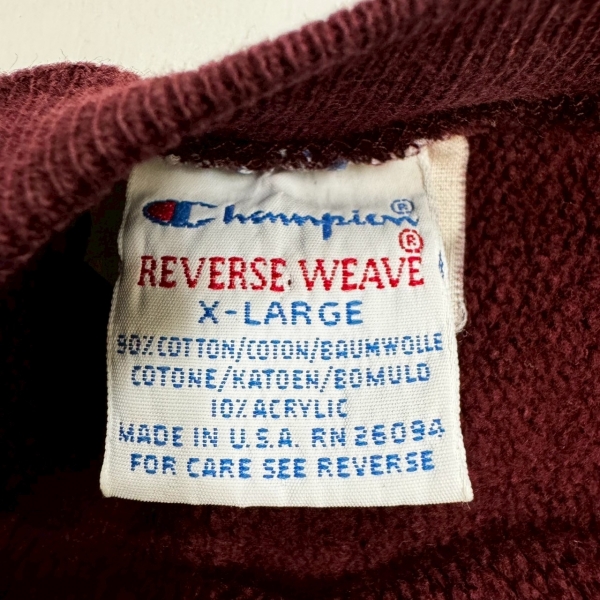 Champion®
REVERSE WEAVE®
X-LARGE
90% COTTON/COTON/BAUMWOLLE
COTONE/KATOEN/BOMULD
10% ACRYLIC
MADE IN U.S.A. RN 26094
FOR CARE SEE REVERSE